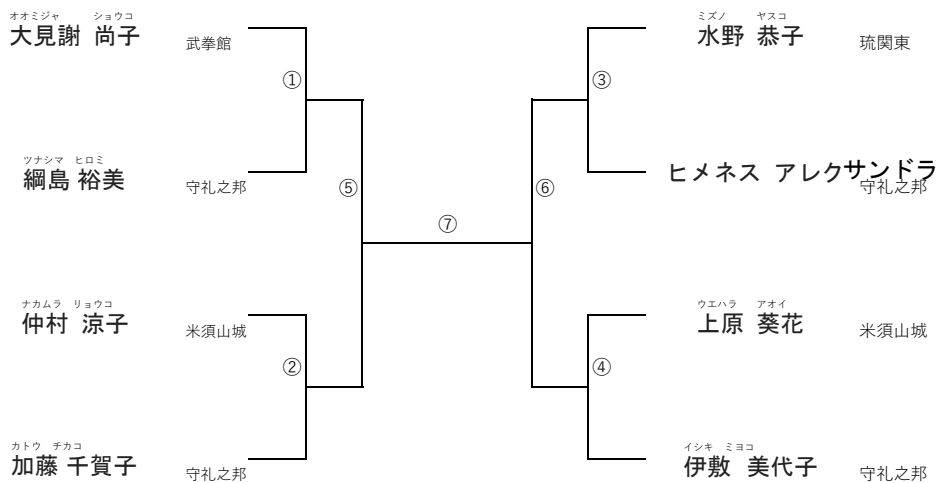 オオミジャ ショウコ
大見謝 尚子 武拳館
①
ツナシマ ヒロミ
綱島 裕美 守礼之邦
⑤
ナカムラ リョウコ
仲村 涼子 米須山城
②
カトウ チカコ
加藤 千賀子 守礼之邦
⑦
ミズノ ヤスコ
水野 恭子 琉関東
③
ヒメネス アレクサンドラ
守礼之邦
⑥
ウエハラ アオイ
上原 葵花 米須山城
④
イシキ ミヨコ
伊敷 美代子 守礼之邦